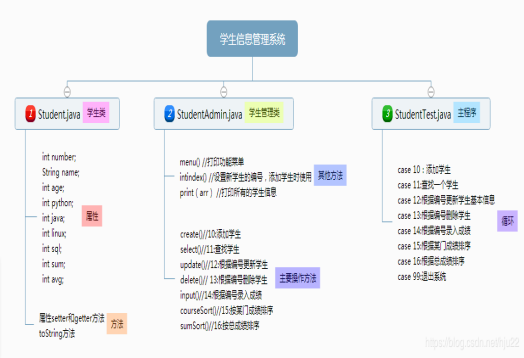 学生信息管理系统
1 Student.java 学生类
int number;
String name;
int age;
int python;
int java;
int linux;
int sql;
int sum;
int avg;
属性
属性setter和getter方法
toString方法
方法
2 StudentAdmin.java 学生管理类
menu() //打印功能菜单
intindex() //设置新学生的编号，添加学生时使用
print（arr） //打印所有的学生信息
其他方法
create()//10:添加学生
select()//11:查找学生
update()//12:根据编号更新学生
delete()// 13:根据编号删除学生
input()//14:根据编号录入成绩
courseSort()//15:按某门成绩排序
sumSort()//16:按总成绩排序
主要操作方法
3 StudentTest.java 主程序
case 10：添加学生
case 11:查找一个学生
case 12:根据编号更新学生基本信息
case 13:根据编号删除学生
case 14:根据编号录入成绩
case 15:根据某门成绩排序
case 16:根据总成绩排序
case 99:退出系统
循环